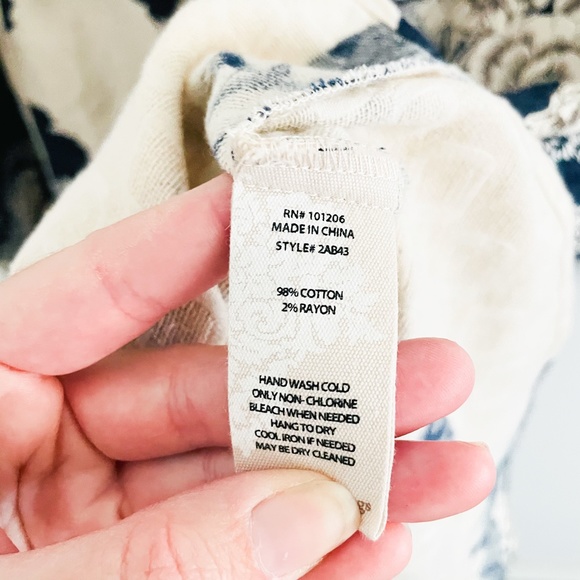 RN# 101206
MADE IN CHINA
STYLE# 2AB43
98% COTTON
2% RAYON
HAND WASH COLD
ONLY NON- CHLORINE
BLEACH WHEN NEEDED
HANG TO DRY
COOL IRON IF NEEDED
MAY BE DRY CLEANED